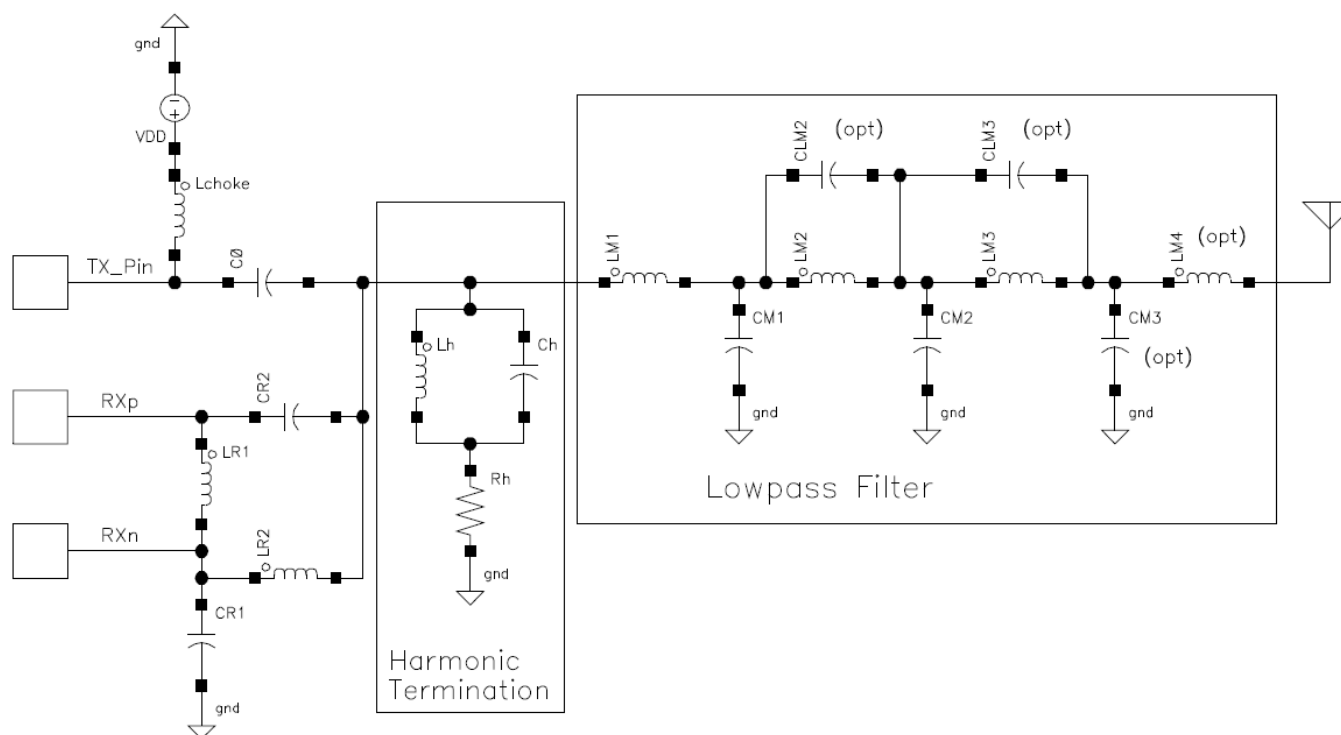 gnd
VDD
Lchoke
TX_Pin
CØ
RXp
CR2
LR1
RXn
LR2
CR1
gnd
Lh
Ch
Rh
gnd
Harmonic
Termination
CLM2
(opt)
CLM3
(opt)
LM1
LM2
LM3
LM4
(opt)
CM1
gnd
CM2
gnd
CM3
(opt)
gnd
Lowpass Filter